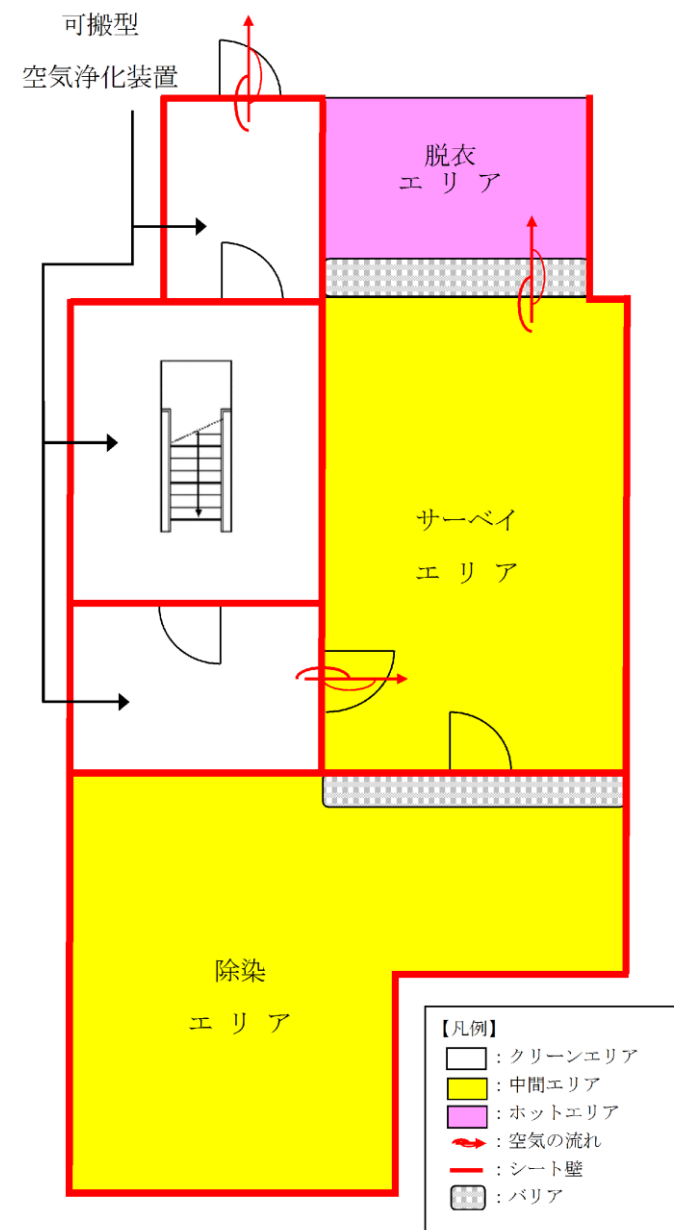 可搬型
空気浄化装置
脱衣
エリア
サーベイ
エリア
除染
エリア
【凡例】
：クリーンエリア
：中間エリア
：ホットエリア
：空気の流れ
：シート壁
：バリア